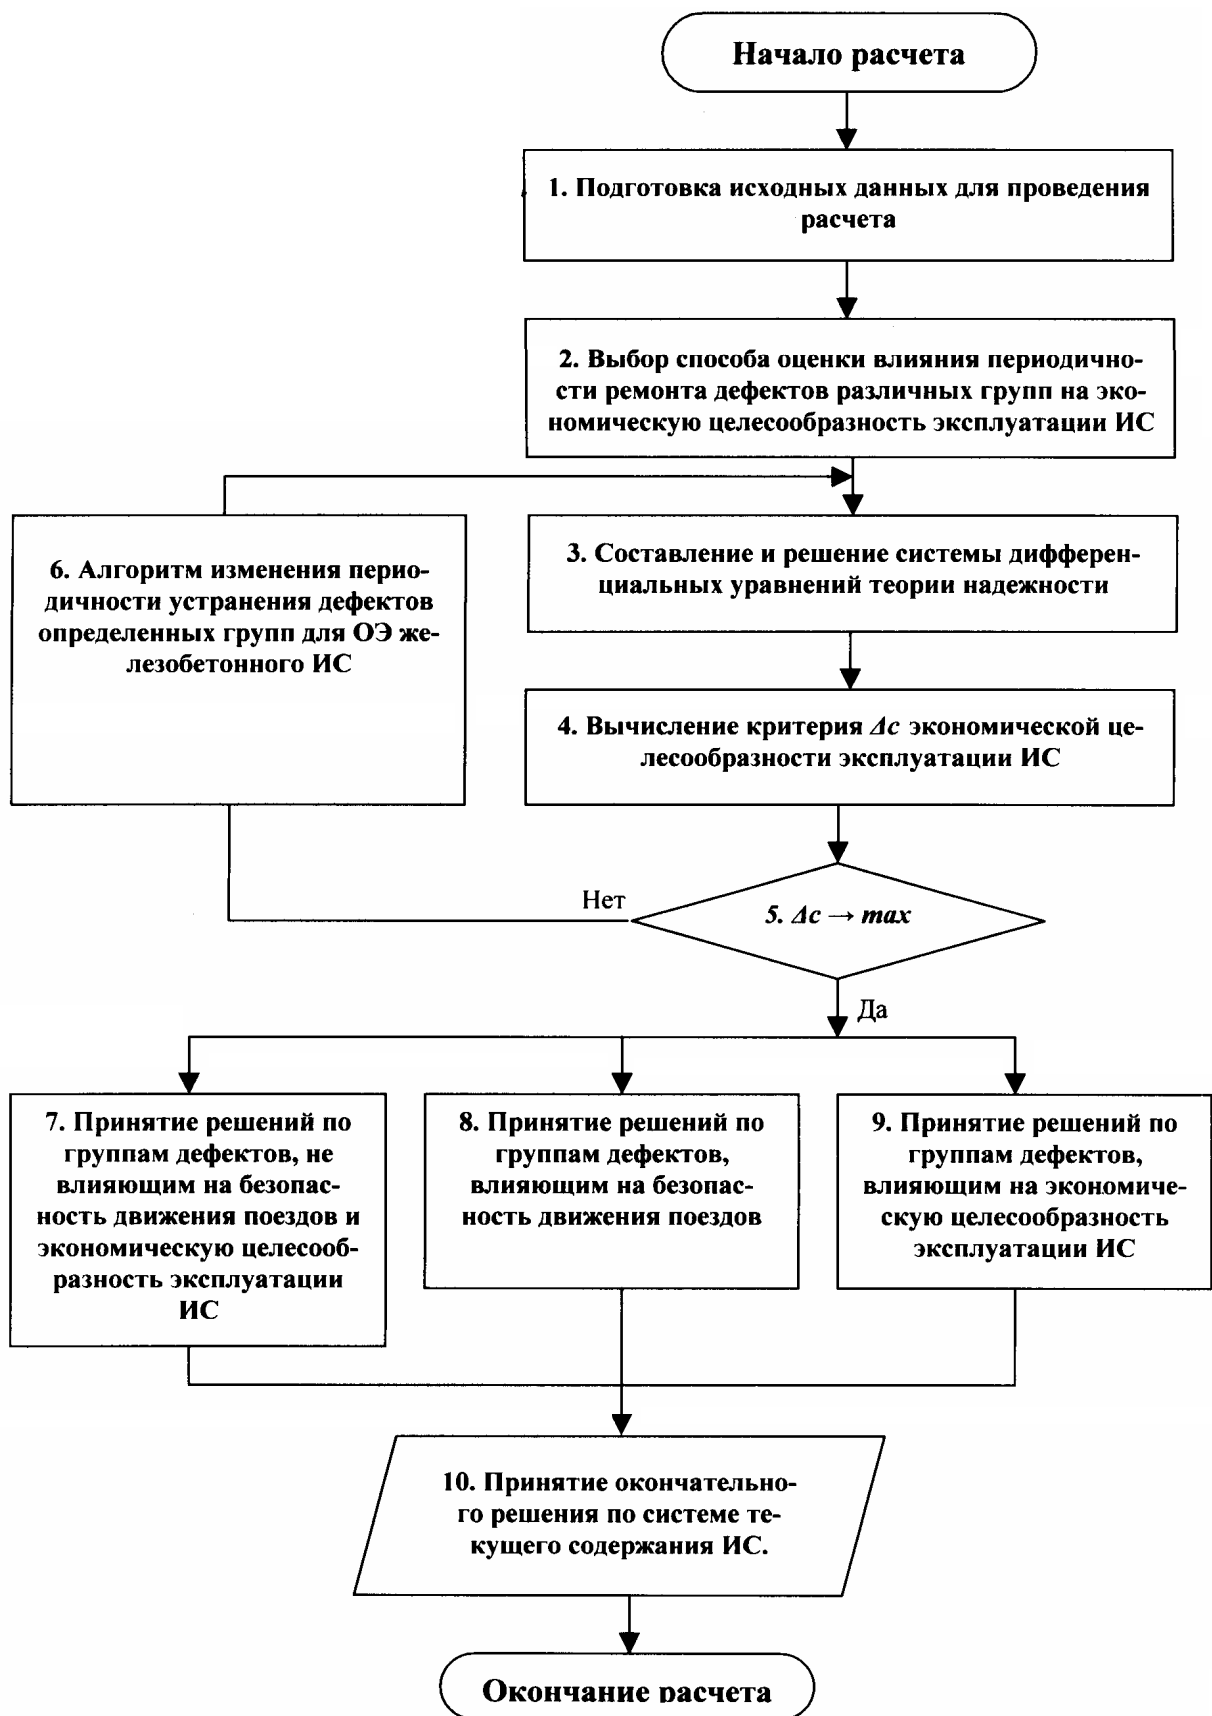 Начало расчета
1. Подготовка исходных данных для проведения
расчета
2. Выбор способа оценки влияния периодично-
сти ремонта дефектов различных групп на эко-
номическую целесообразность эксплуатации ИС
3. Составление и решение системы дифферен-
циальных уравнений теории надежности
6. Алгоритм изменения перио-
дичности устранения дефектов
определенных групп для ОЭ же-
лезобетонного ИС
4. Вычисление критерия Δc экономической це-
лесообразности эксплуатации ИС
Нет
5. Δc → max
Да
7. Принятие решений по
группам дефектов, не
влияющим на безопас-
ность движения поездов и
экономическую целесооб-
разность эксплуатации
ИС
8. Принятие решений по
группам дефектов,
влияющим на безопас-
ность движения поездов
9. Принятие решений по
группам дефектов,
влияющим на экономиче-
скую целесообразность
эксплуатации ИС
10. Принятие окончательно-
го решения по системе те-
кущего содержания ИС.
Окончание расчета